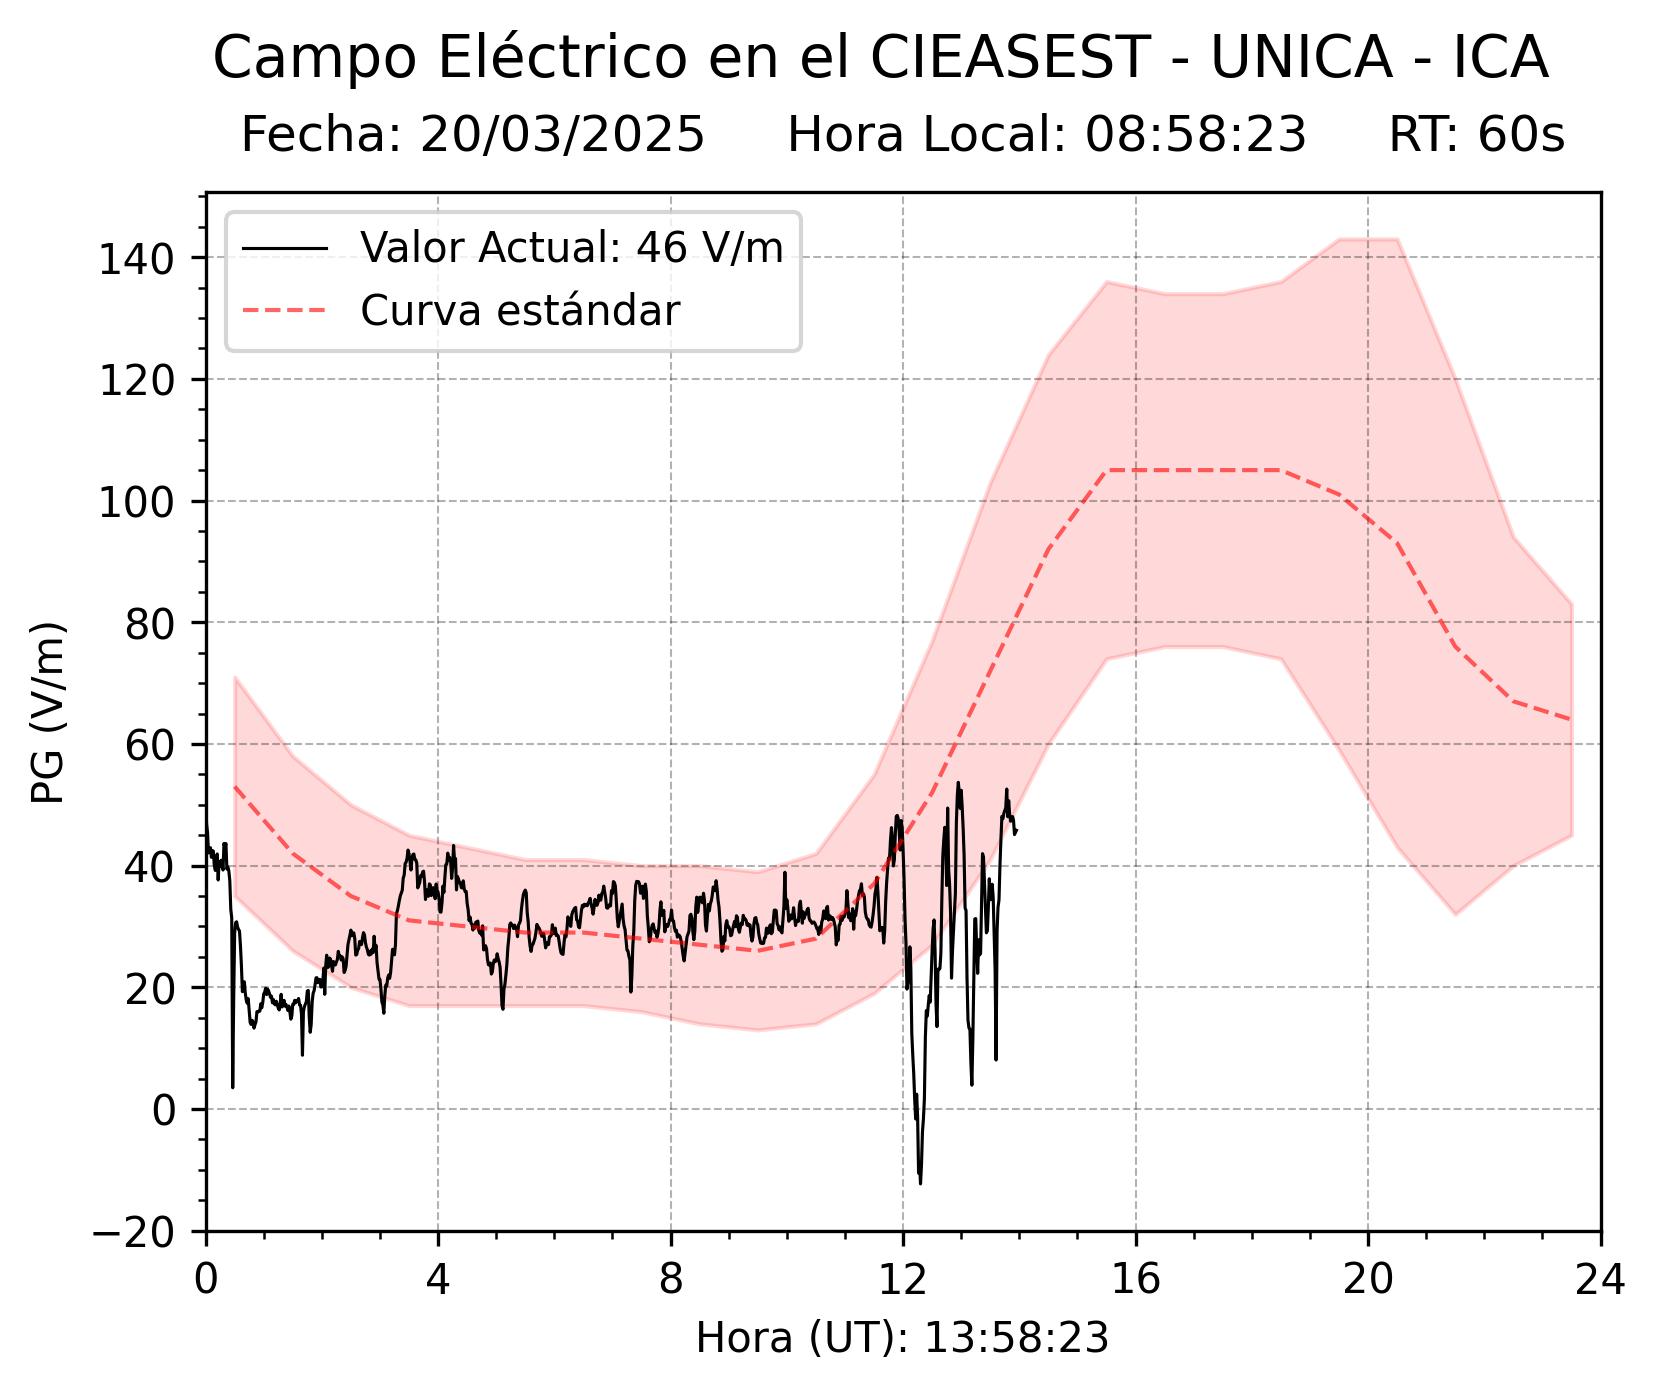 Campo Eléctrico en el CIEASEST - UNICA - ICA
Fecha: 20/03/2025 Hora Local: 08:58:23 RT: 60s
Valor Actual: 46 V/m
Curva estándar
140
120
100
80
60
40
20
0
−20
PG (V/m)
0 4 8 12 16 20 24
Hora (UT): 13:58:23